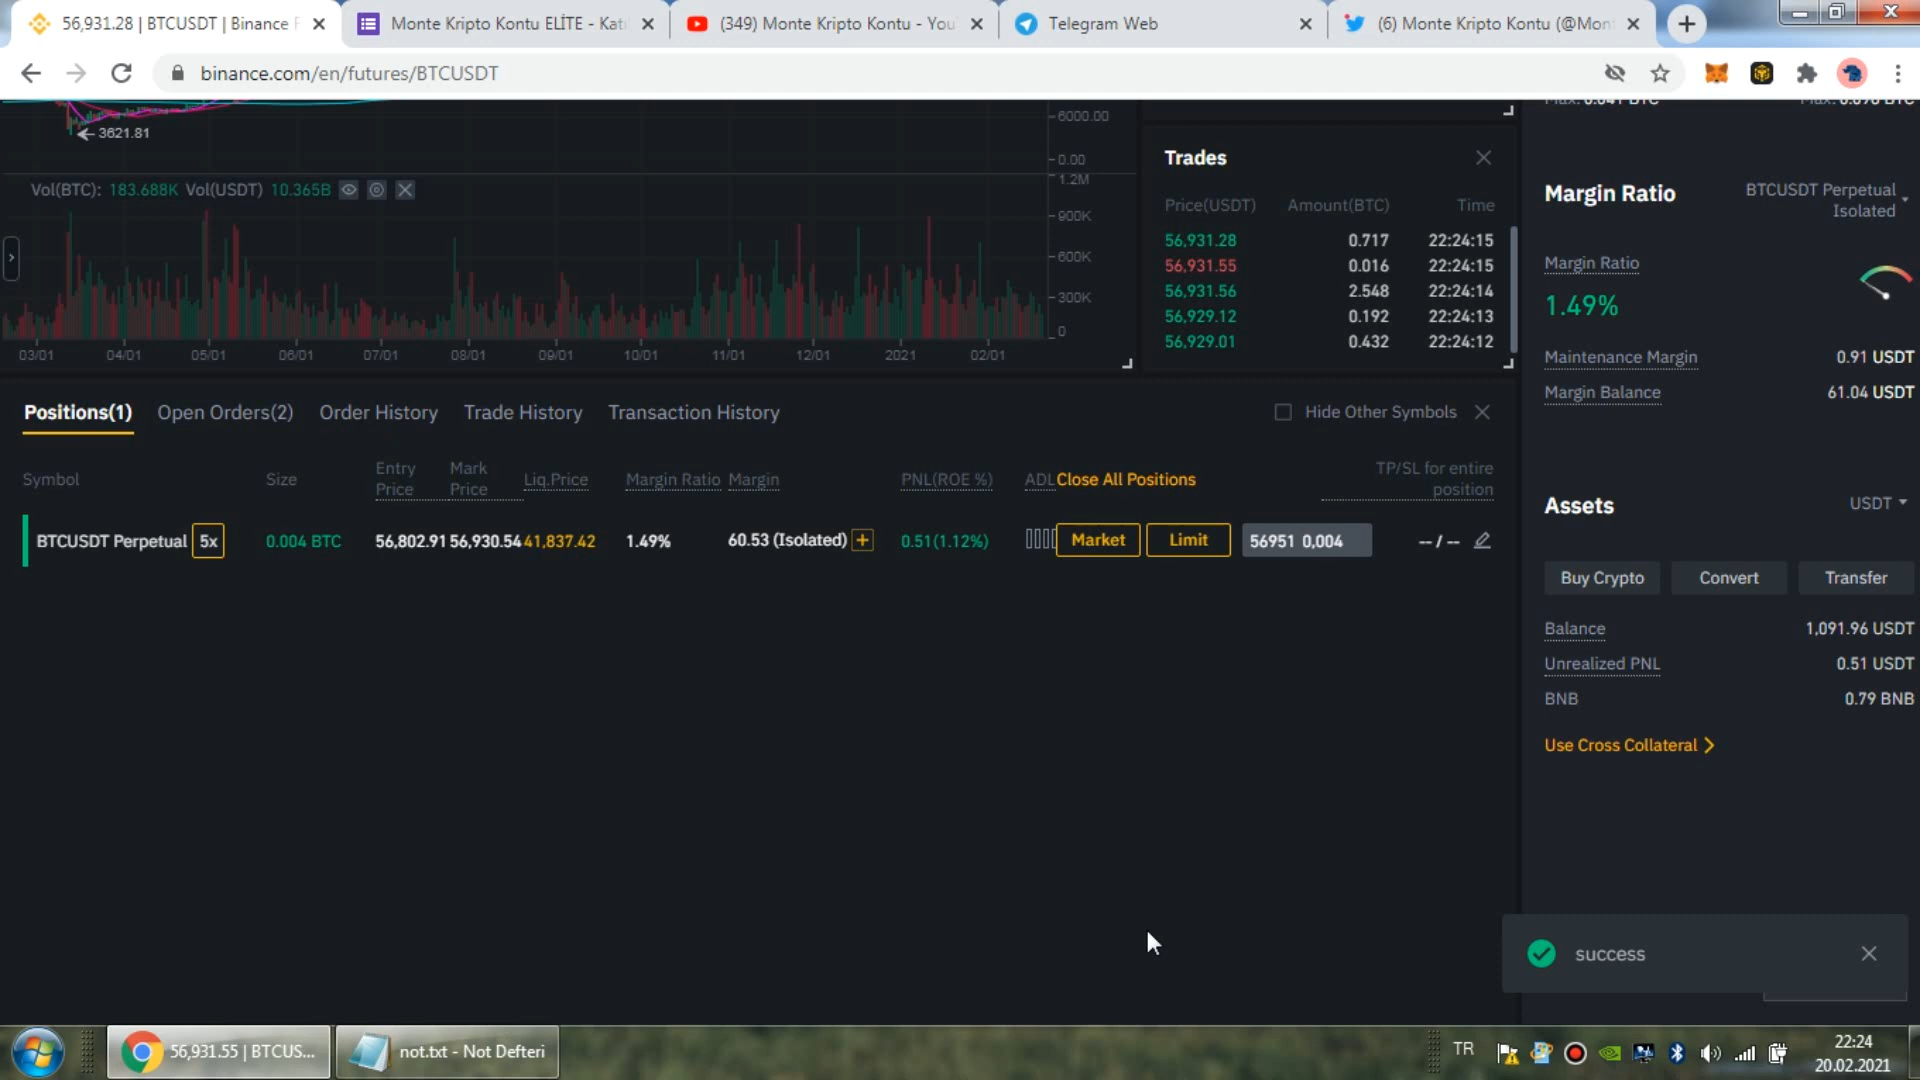 56,931.28 | BTCUSDT | Binance F
Monte Kripto Kontu ELİTE - Katı
(349) Monte Kripto Kontu - You
Telegram Web
(6) Monte Kripto Kontu (@Mon
binance.com/en/futures/BTCUSDT
3621.81
6000.00
0.00
Vol(BTC): 183.688K Vol(USDT) 10.365B
1.2M
900K
600K
300K
0
03/01 04/01 05/01 06/01 07/01 08/01 09/01 10/01 11/01 12/01 2021 02/01
Trades
Price(USDT) Amount(BTC) Time
56,931.28 0.717 22:24:15
56,931.55 0.016 22:24:15
56,931.56 2.548 22:24:14
56,929.12 0.192 22:24:13
56,929.01 0.432 22:24:12
Margin Ratio
BTCUSDT Perpetual
Isolated
Margin Ratio
1.49%
Maintenance Margin 0.91 USDT
Margin Balance 61.04 USDT
Positions(1) Open Orders(2) Order History Trade History Transaction History
Hide Other Symbols
Symbol Size Entry Price Mark Price Liq.Price Margin Ratio Margin PNL(ROE %) ADL Close All Positions TP/SL for entire position
BTCUSDT Perpetual 5x 0.004 BTC 56,802.91 56,930.54 41,837.42 1.49% 60.53 (Isolated) + 0.51(1.12%) Market Limit 56951 0,004 -- / --
Assets
USDT
Buy Crypto Convert Transfer
Balance 1,091.96 USDT
Unrealized PNL 0.51 USDT
BNB 0.79 BNB
Use Cross Collateral
success
56,931.55 | BTCUS...
not.txt - Not Defteri
TR
22:24
20.02.2021